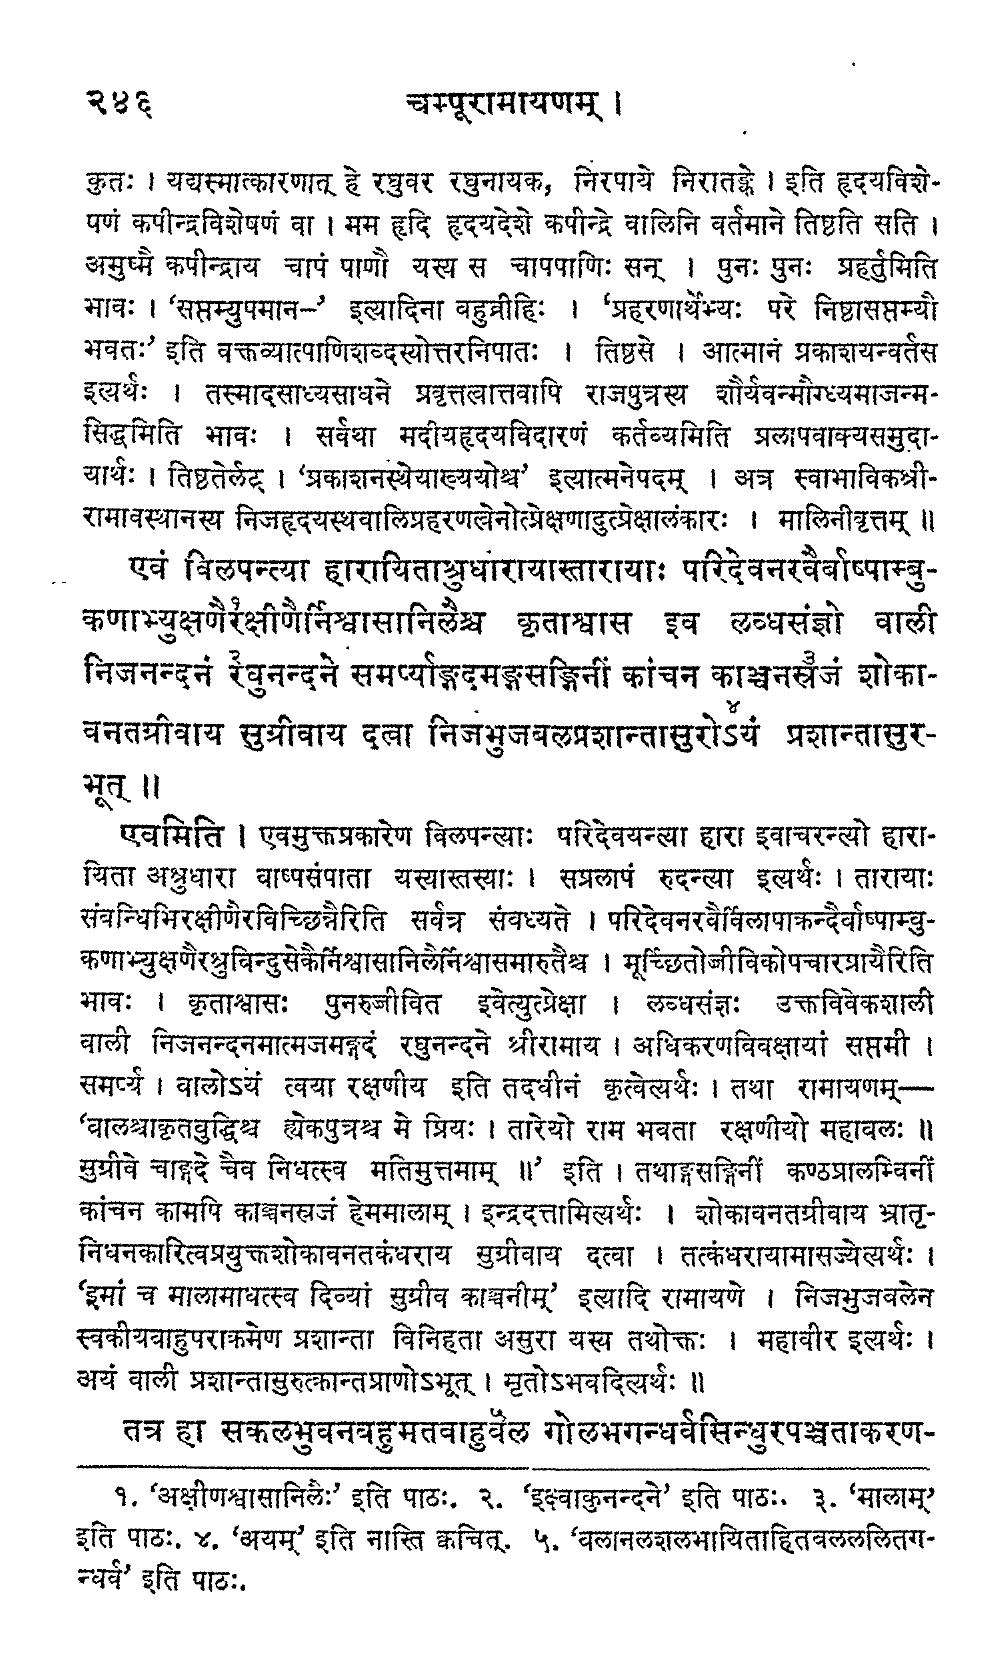 २४६ चम्पूरामायणम् ।
कुतः । यद्यस्मात्कारणात् हे रघुवर रघुनायक, निरपाये निरातङ्के । इति हृदयविशे-
षणं कपीन्द्रविशेषणं वा । मम हृदि हृदयदेशे कपीन्द्रे वालिनि वर्तमाने तिष्ठति सति ।
अमुष्मै कपीन्द्राय चापं पाणौ यस्य स चापपाणिः सन् । पुनः पुनः प्रहर्तुमिति
भावः । ‘सप्तम्युपमान–’ इत्यादिना बहुव्रीहिः । ‘प्रहरणार्थेभ्यः परे निष्ठासप्तम्यौ
भवतः’ इति वक्तव्यात्पाणिशब्दस्योत्तरनिपातः । तिष्ठसे । आत्मानं प्रकाशयन्वर्तस
इत्यर्थः । तस्मादसाध्यसाधने प्रवृत्तत्वात्तवापि राजपुत्रस्य शौर्यवन्मौग्ध्यमाजन्म-
सिद्धमिति भावः । सर्वथा मदीयहृदयविदारणं कर्तव्यमिति प्रलापवाक्यसमुदा-
यार्थः । तिष्ठतेर्लट् । ‘प्रकाशनस्थेयाख्ययोश्च’ इत्यात्मनेपदम् । अत्र स्वाभाविकश्री-
रामावस्थानस्य निजहृदयस्थवालिप्रहरणत्वेनोत्प्रेक्षणादुत्प्रेक्षालंकारः । मालिनीवृत्तम् ॥
एवं विलपन्त्या हारायिताश्रुधारायास्तारायाः परिदेवनरवैर्बाष्पाम्बु-
कणाभ्युक्षणैरक्षीणैर्निश्वासानिलैश्च कृताश्वास इव लब्धसंज्ञो वाली
निजनन्दनं रघुनन्दने समर्प्याङ्गदमङ्गसङ्गिनीं कांचन काञ्चनस्रजं शोका-
वनतग्रीवाय सुग्रीवाय दत्वा निजभुजबलप्रशान्तासुरोऽयं प्रशान्तासुर-
भूत् ॥
एवमिति । एवमुक्तप्रकारेण विलपन्त्याः परिदेवयन्त्या हारा इवाचरन्त्यो हारा-
यिता अश्रुधारा बाष्पसंपाता यस्यास्तस्याः । सप्रलापं रुदन्त्या इत्यर्थः । तारायाः
संबन्धिभिरक्षीणैरविच्छिन्नैरिति सर्वत्र संबध्यते । परिदेवनरवैर्विलापाक्रन्दैर्बाष्पाम्बु-
कणाभ्युक्षणैरश्रुबिन्दुसेकैर्निश्वासानिलैर्निश्वासमारुतैश्च । मूर्च्छितोज्जीविकोपचारप्रायैरिति
भावः । कृताश्वासः पुनरुज्जीवित इवेत्युत्प्रेक्षा । लब्धसंज्ञः उक्तविवेकशाली
वाली निजनन्दनमात्मजमङ्गदं रघुनन्दने श्रीरामाय । अधिकरणविवक्षायां सप्तमी ।
समर्प्य । बालोऽयं त्वया रक्षणीय इति तदधीनं कृत्वेत्यर्थः । तथा रामायणम्—
‘बालश्चाकृतबुद्धिश्च ह्येकपुत्रश्च मे प्रियः । तारेयो राम भवता रक्षणीयो महाबलः ॥
सुग्रीवे चाङ्गदे चैव निधत्स्व मतिमुत्तमाम् ॥’ इति । तथाङ्गसङ्गिनीं कण्ठप्रालम्बिनीं
कांचन कामपि काञ्चनस्रजं हेममालाम् । इन्द्रदत्तामित्यर्थः । शोकावनतग्रीवाय भ्रातृ-
निधनकारित्वप्रयुक्तशोकावनतकंधराय सुग्रीवाय दत्वा । तत्कंधरायामासज्येत्यर्थः ।
‘इमां च मालामाधत्स्व दिव्यां सुग्रीव काञ्चनीम्’ इत्यादि रामायणे । निजभुजबलेन
स्वकीयबाहुपराक्रमेण प्रशान्ता विनिहता असुरा यस्य तथोक्तः । महावीर इत्यर्थः ।
अयं वाली प्रशान्तासुरुत्क्रान्तप्राणोऽभूत् । मृतोऽभवदित्यर्थः ॥
तत्र हा सकलभुवनबहुमतबाहुबल गोलभगन्धर्वसिन्धुरपञ्चताकरण-
१. ‘अक्षीणश्वासानिलैः’ इति पाठः. २. ‘इक्ष्वाकुनन्दने’ इति पाठः. ३. ‘मालाम्’
इति पाठः. ४. ‘अयम्’ इति नास्ति क्वचित्. ५. ‘बलानलशलभायिताहितबलललितग-
न्धर्व’ इति पाठः.